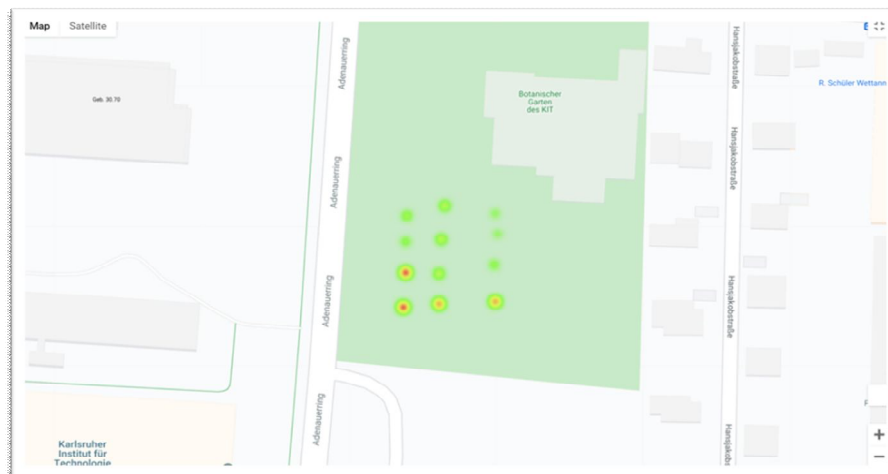 Map Satellite
Geb. 30.70
Adenauerring
Adenauerring
Adenauerring
Adenauerring
Botanischer
Garten
des KIT
Hansjakobstraße
Hansjakobstraße
Hansjakobstraße
R. Schüler Wettann
Karlsruher
Institut für
Technologie
+
−